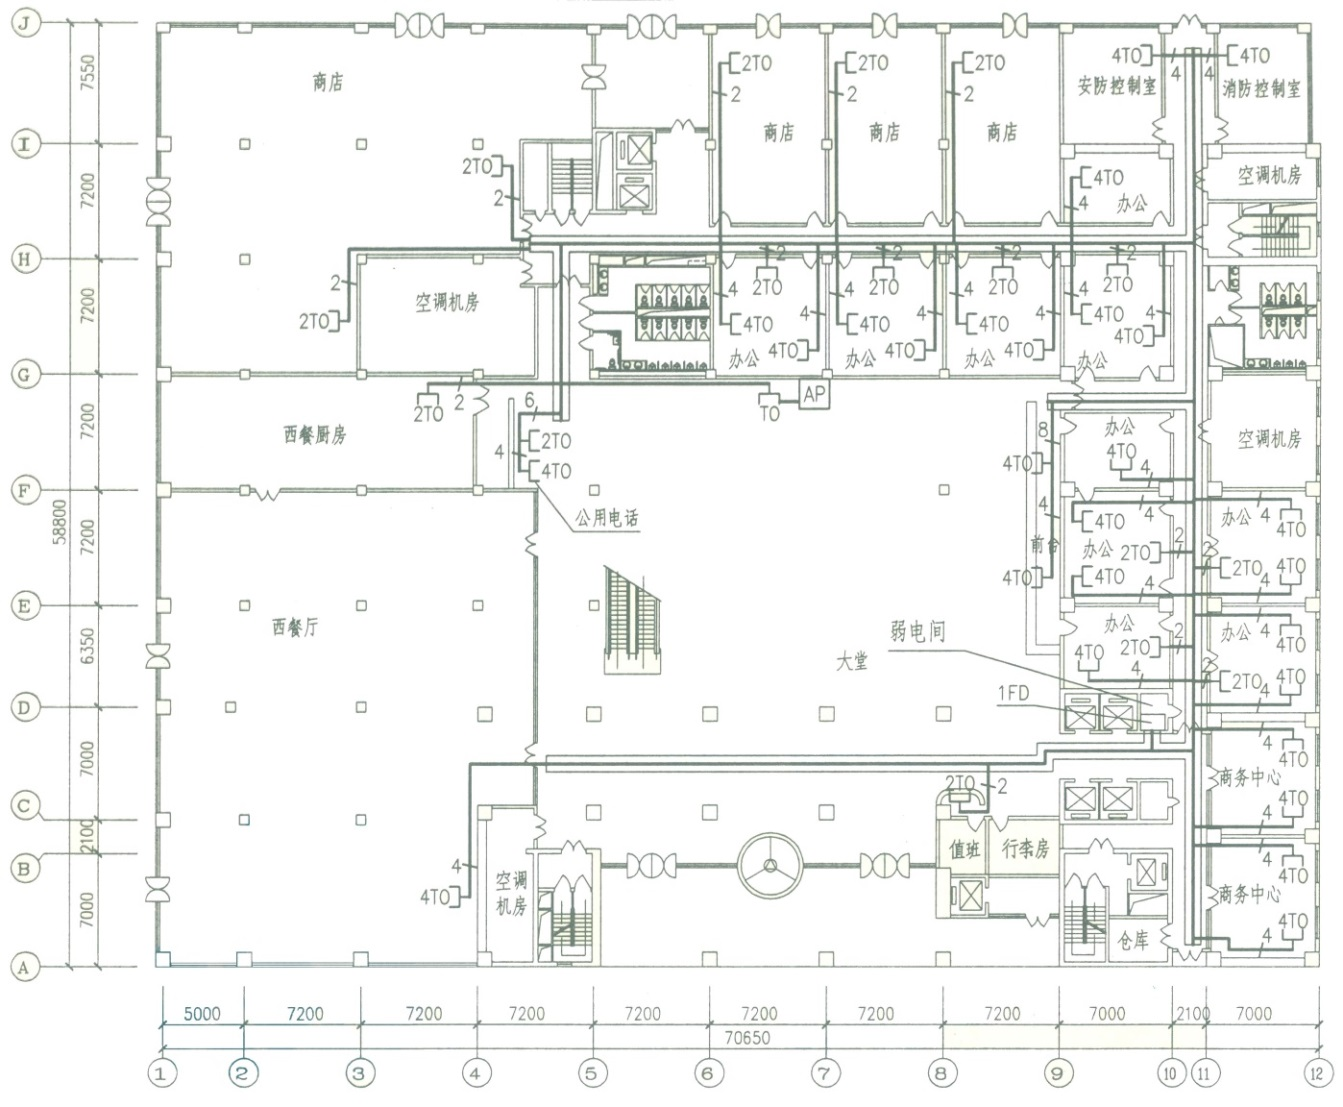 J
I
H
G
F
E
D
C
B
A
7550
7200
7200
7200
7200
6350
7000
2100
7000
58800
商店
2TO
2
2TO
2
2TO
2
4TO
4
4
4TO
安防控制室
消防控制室
商店
商店
商店
2TO
2
4TO
4
办公
空调机房
2
2TO
空调机房
2
2TO
2
2TO
2
2TO
2
2TO
4
4TO
4
4TO
4
4TO
4
4TO
4
4TO
4
4TO
4
4TO
4
4TO
办公
办公
办公
办公
2
2TO
6
4
2TO
4TO
TO
AP
西餐厨房
公用电话
8
4TO
4
4TO
前台
办公
4TO
4
空调机房
4
4TO
办公
2TO
2
4TO
4
办公
4
4TO
2
2TO
4TO
4
西餐厅
弱电间
大堂
1FD
办公
2TO
2
4TO
4
办公
4
4TO
2
2TO
4TO
4
2TO
2
4
4TO
商务中心
4TO
4
4
4TO
空调
机房
值班
行李房
仓库
4
4TO
商务中心
4TO
4
5000
7200
7200
7200
7200
7200
7200
7200
7000
2100
7000
70650
1
2
3
4
5
6
7
8
9
10
11
12